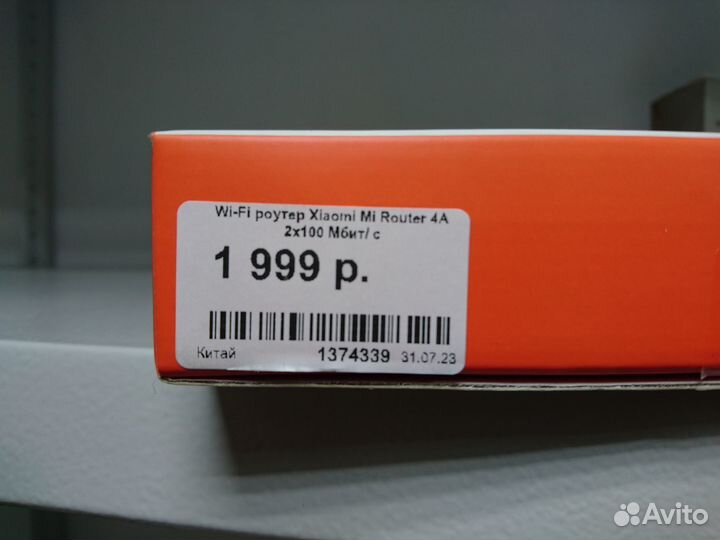 Wi-Fi роутер Xiaomi Mi Router 4A
2x100 Мбит/ с
1 999 р.
Китай 1374339 31.07.23
Avito